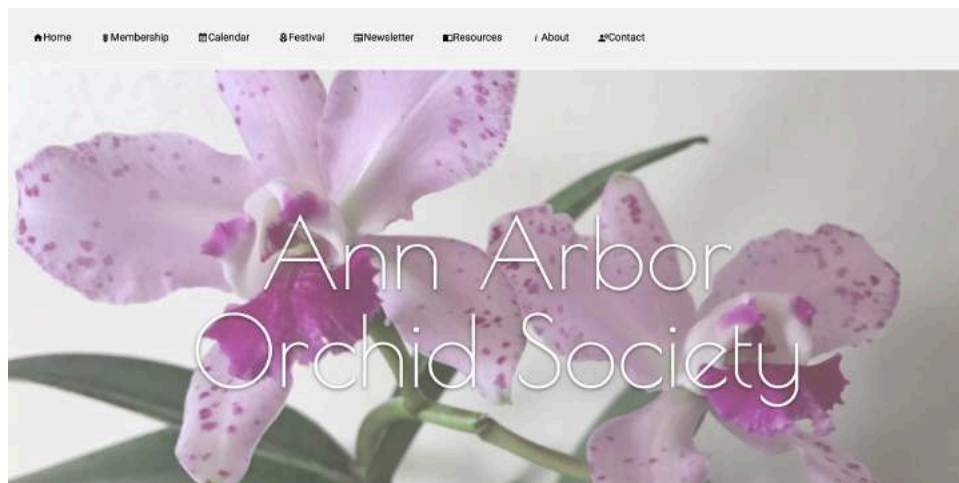 Home Membership Calendar Festival Newsletter Resources About Contact
Ann Arbor
Orchid Society